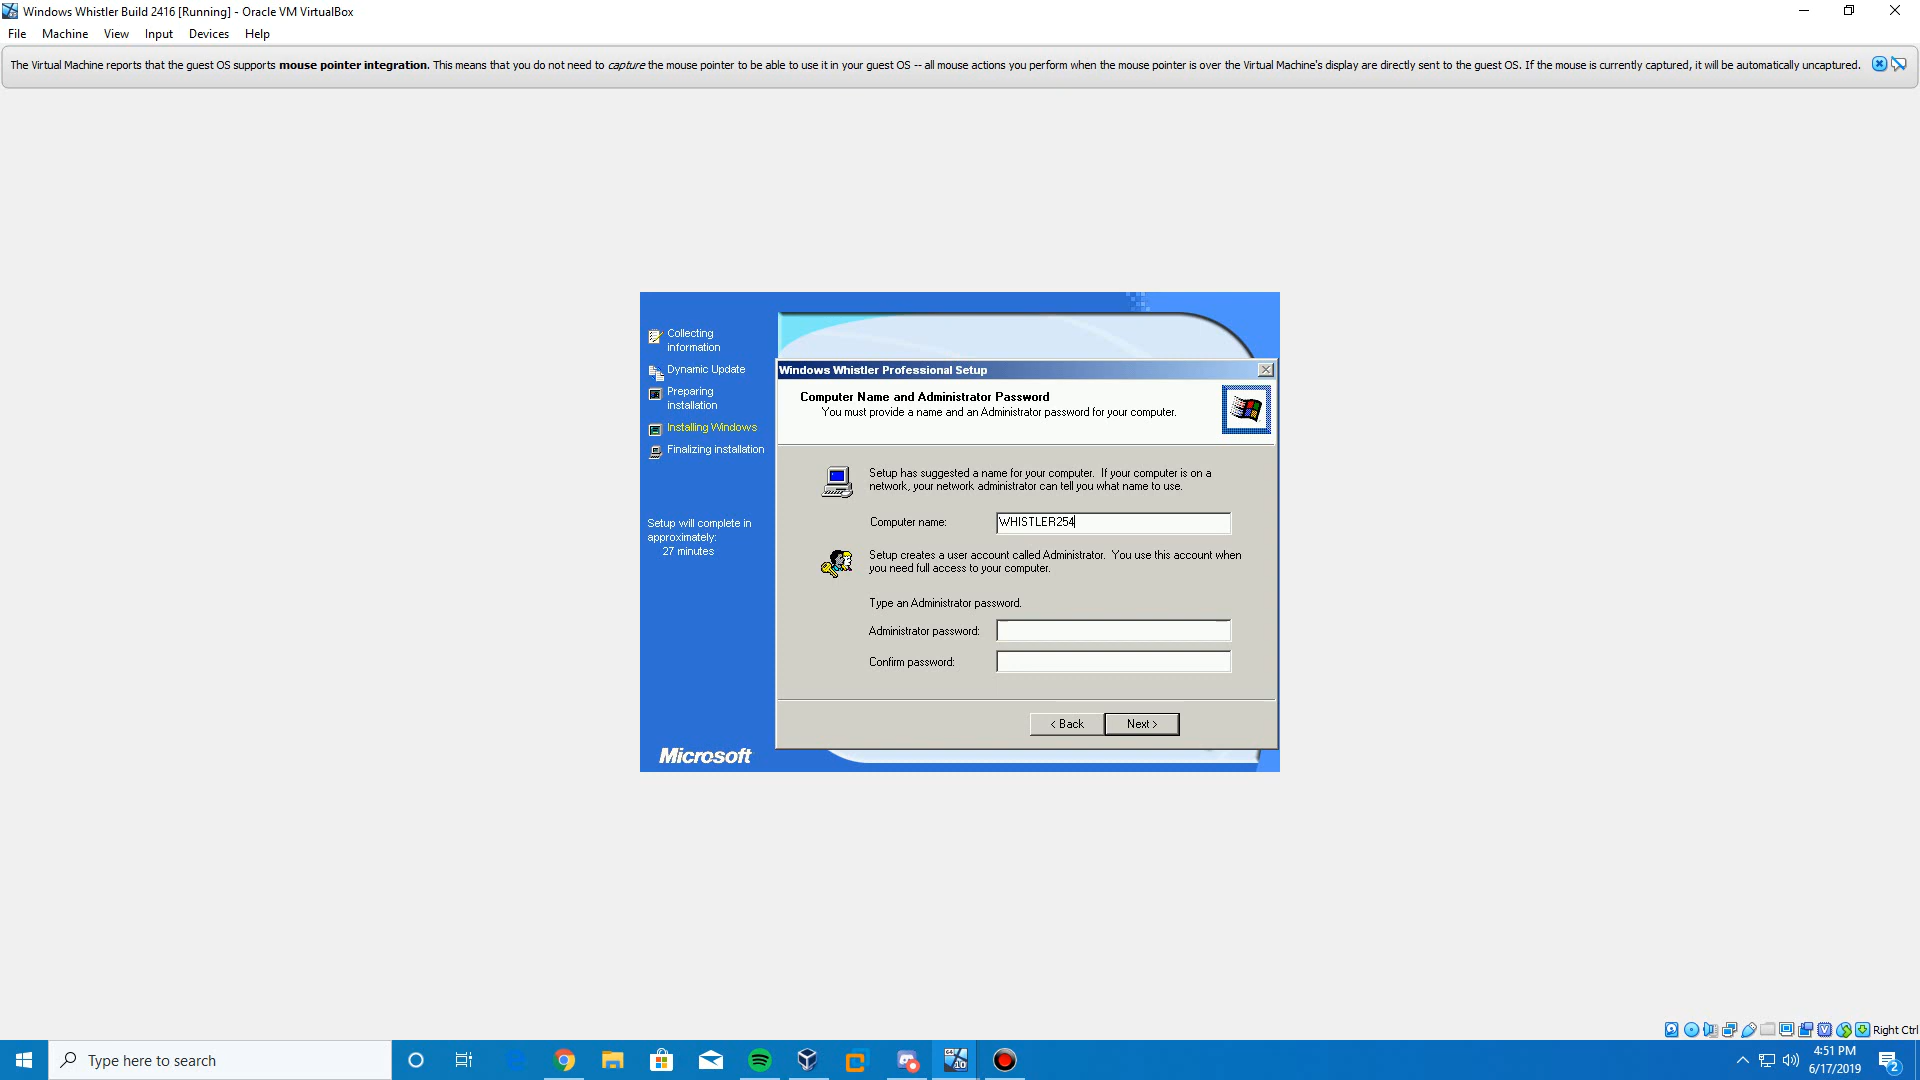 Windows Whistler Build 2416 [Running] - Oracle VM VirtualBox
File Machine View Input Devices Help
The Virtual Machine reports that the guest OS supports mouse pointer integration. This means that you do not need to capture the mouse pointer to be able to use it in your guest OS -- all mouse actions you perform when the mouse pointer is over the Virtual Machine's display are directly sent to the guest OS. If the mouse is currently captured, it will be automatically uncaptured.
Collecting
information
Dynamic Update
Preparing
installation
Installing Windows
Finalizing installation
Setup will complete in
approximately:
27 minutes
Microsoft
Windows Whistler Professional Setup
Computer Name and Administrator Password
You must provide a name and an Administrator password for your computer.
Setup has suggested a name for your computer. If your computer is on a
network, your network administrator can tell you what name to use.
Computer name: WHISTLER254
Setup creates a user account called Administrator. You use this account when
you need full access to your computer.
Type an Administrator password.
Administrator password:
Confirm password:
< Back Next >
Right Ctrl
Type here to search
4:51 PM
6/17/2019
2